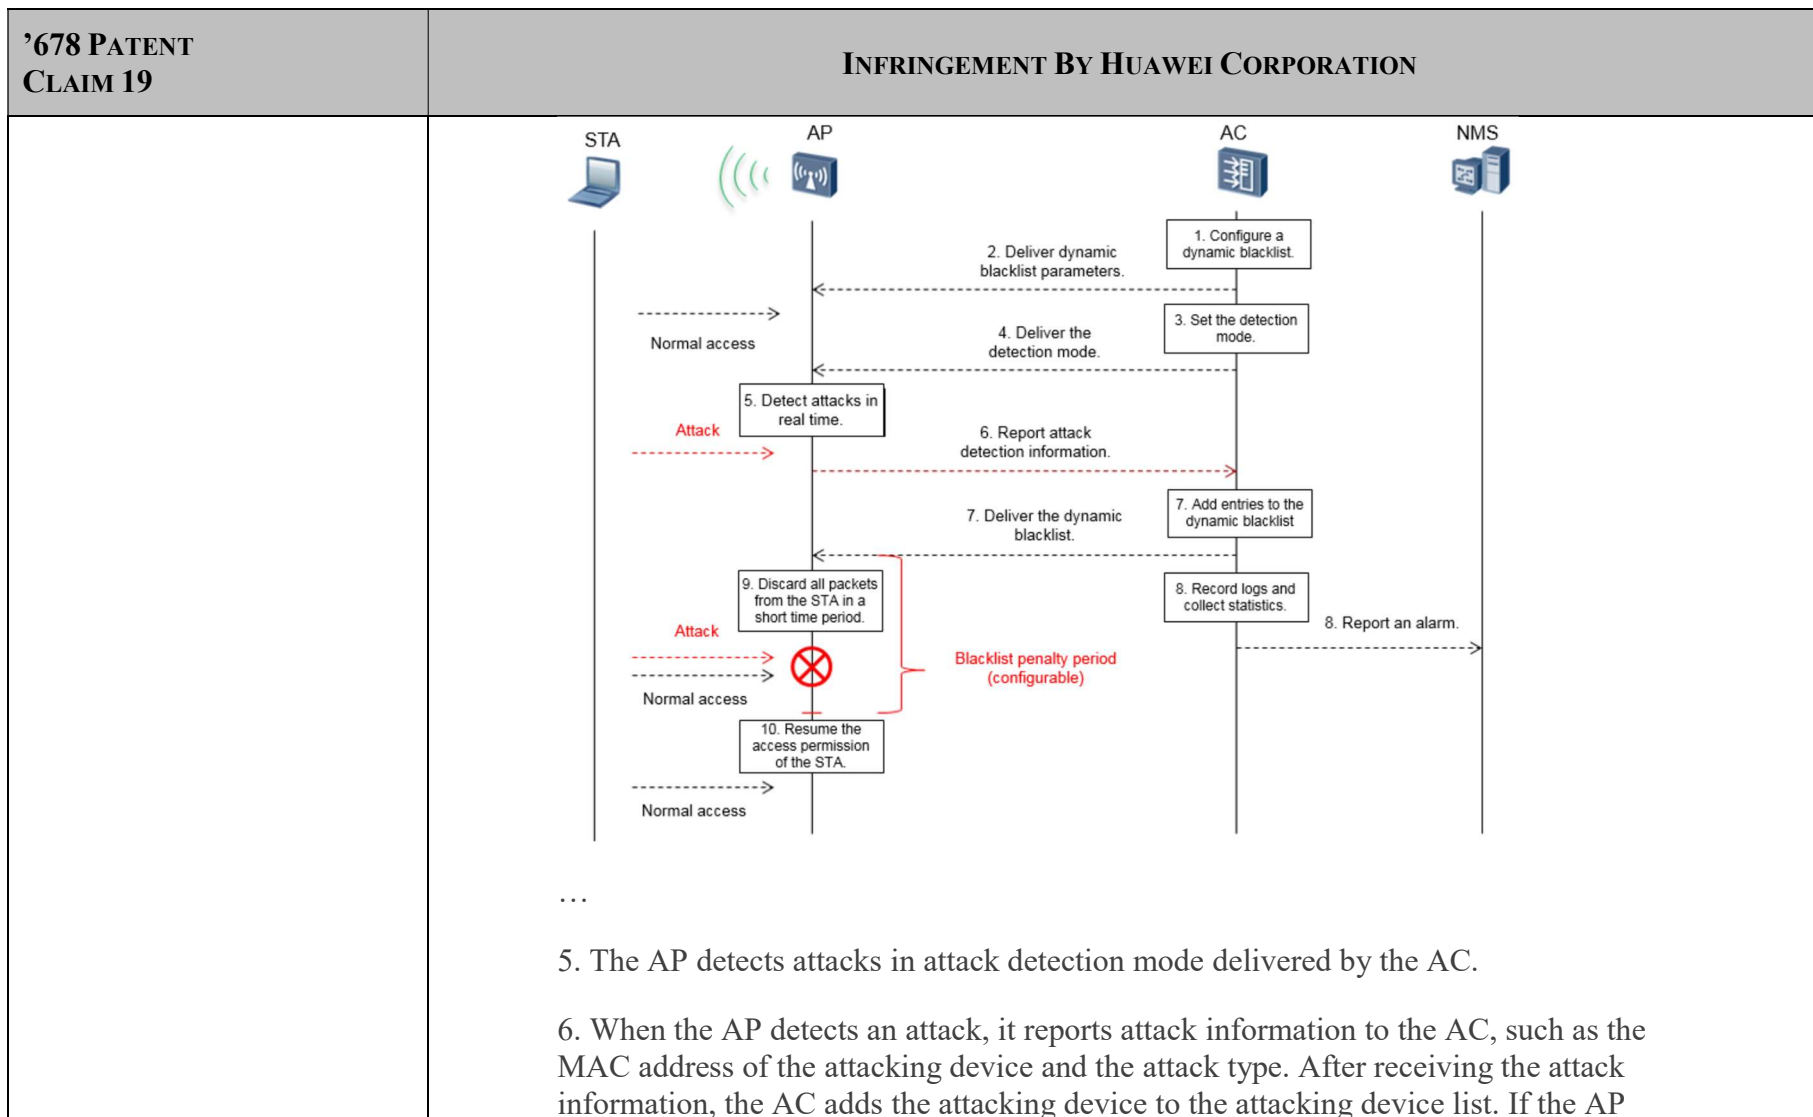 ’678 PATENT
CLAIM 19
INFRINGEMENT BY HUAWEI CORPORATION
STA
AP
AC
NMS
1. Configure a
dynamic blacklist.
2. Deliver dynamic
blacklist parameters.
3. Set the detection
mode.
Normal access
4. Deliver the
detection mode.
5. Detect attacks in
real time.
Attack
6. Report attack
detection information.
7. Add entries to the
dynamic blacklist
7. Deliver the dynamic
blacklist.
9. Discard all packets
from the STA in a
short time period.
8. Record logs and
collect statistics.
8. Report an alarm.
Attack
Blacklist penalty period
(configurable)
Normal access
10. Resume the
access permission
of the STA.
Normal access
…
5. The AP detects attacks in attack detection mode delivered by the AC.
6. When the AP detects an attack, it reports attack information to the AC, such as the
MAC address of the attacking device and the attack type. After receiving the attack
information, the AC adds the attacking device to the attacking device list. If the AP